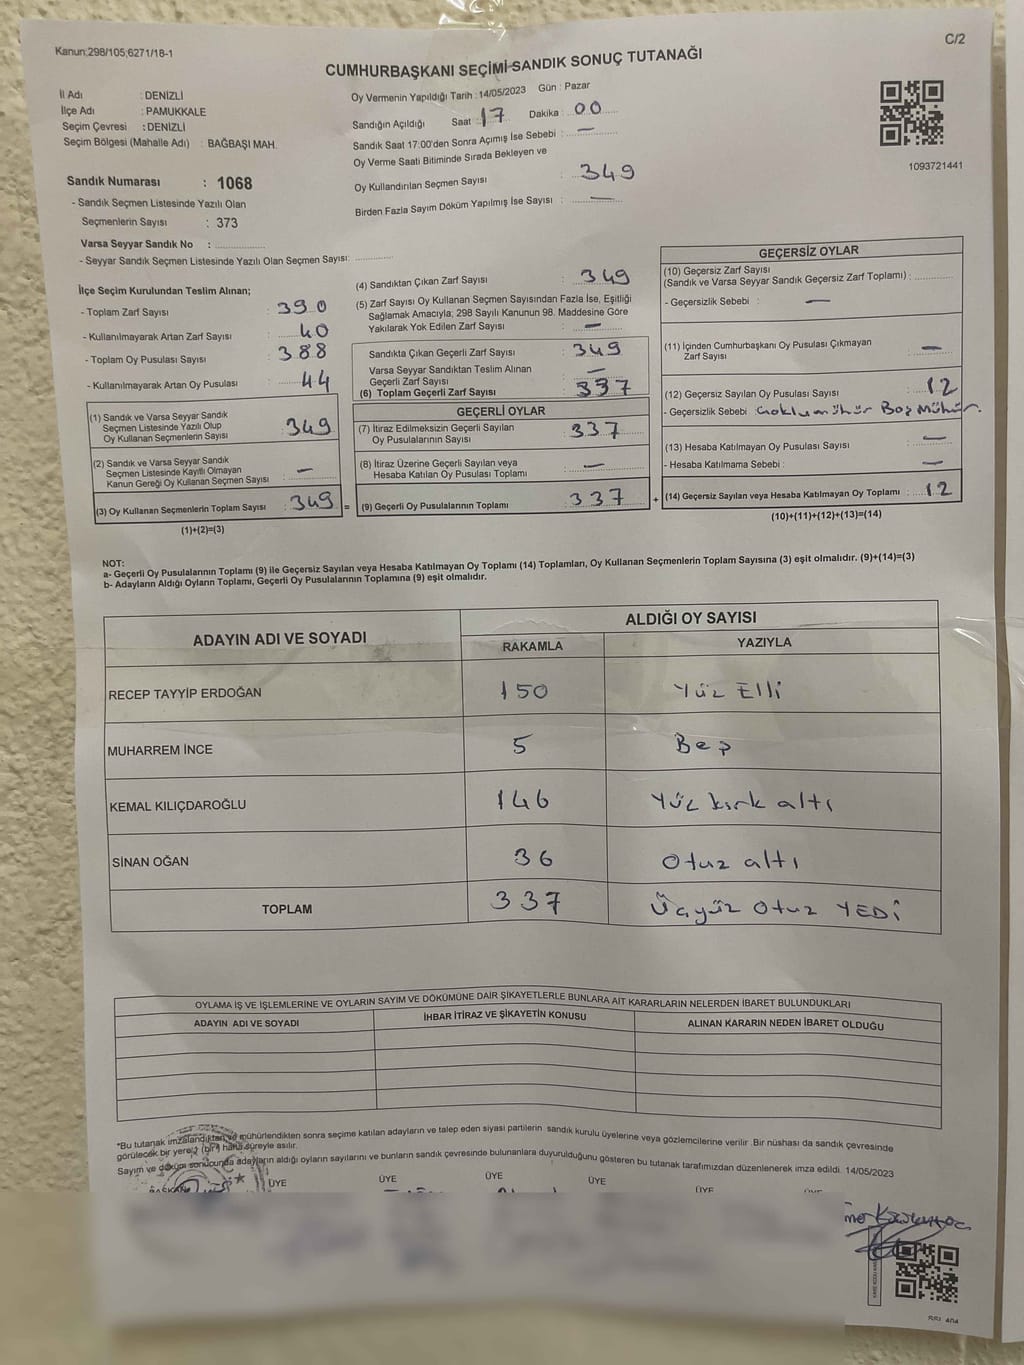 Kanun;298/105;6271/18-1
C/2
CUMHURBAŞKANI SEÇİMİ SANDIK SONUÇ TUTANAĞI
İl Adı : DENİZLİ
İlçe Adı : PAMUKKALE
Seçim Çevresi : DENİZLİ
Seçim Bölgesi (Mahalle Adı) : BAĞBAŞI MAH.
Oy Vermenin Yapıldığı Tarih : 14/05/2023 Gün : Pazar
Sandığın Açıldığı Saat : 17 Dakika : 00
Sandık Saat 17:00'den Sonra Açımış İse Sebebi : —
Oy Verme Saati Bitiminde Sırada Bekleyen ve
Oy Kullandırılan Seçmen Sayısı : 349
Birden Fazla Sayım Döküm Yapılmış İse Sayısı : —
1093721441
Sandık Numarası : 1068
- Sandık Seçmen Listesinde Yazılı Olan
Seçmenlerin Sayısı : 373
Varsa Seyyar Sandık No :
- Seyyar Sandık Seçmen Listesinde Yazılı Olan Seçmen Sayısı:
İlçe Seçim Kurulundan Teslim Alınan;
- Toplam Zarf Sayısı : 390
- Kullanılmayarak Artan Zarf Sayısı : 40
- Toplam Oy Pusulası Sayısı : 388
- Kullanılmayarak Artan Oy Pusulası : 44
(1) Sandık ve Varsa Seyyar Sandık
Seçmen Listesinde Yazılı Olup
Oy Kullanan Seçmenlerin Sayısı : 349
(2) Sandık ve Varsa Seyyar Sandık
Seçmen Listesinde Kayıtlı Olmayan
Kanun Gereği Oy Kullanan Seçmen Sayısı : —
(3) Oy Kullanan Seçmenlerin Toplam Sayısı : 349 =
(1)+(2)=(3)
(4) Sandıktan Çıkan Zarf Sayısı : 349
(5) Zarf Sayısı Oy Kullanan Seçmen Sayısından Fazla İse, Eşitliği
Sağlamak Amacıyla, 298 Sayılı Kanunun 98. Maddesine Göre
Yakılarak Yok Edilen Zarf Sayısı : —
Sandıkta Çıkan Geçerli Zarf Sayısı : 349
Varsa Seyyar Sandıktan Teslim Alınan
Geçerli Zarf Sayısı : —
(6) Toplam Geçerli Zarf Sayısı : 337
GEÇERLİ OYLAR
(7) İtiraz Edilmeksizin Geçerli Sayılan
Oy Pusulalarının Sayısı : 337
(8) İtiraz Üzerine Geçerli Sayılan veya
Hesaba Katılan Oy Pusulası Toplamı : —
(9) Geçerli Oy Pusulalarının Toplamı : 337 +
GEÇERSİZ OYLAR
(10) Geçersiz Zarf Sayısı
(Sandık ve Varsa Seyyar Sandık Geçersiz Zarf Toplamı) :
- Geçersizlik Sebebi : —
(11) İçinden Cumhurbaşkanı Oy Pusulası Çıkmayan
Zarf Sayısı : —
(12) Geçersiz Sayılan Oy Pusulası Sayısı : 12
- Geçersizlik Sebebi : Boş Mühür.
(13) Hesaba Katılmayan Oy Pusulası Sayısı : —
- Hesaba Katılmama Sebebi : —
(14) Geçersiz Sayılan veya Hesaba Katılmayan Oy Toplamı : 12
(10)+(11)+(12)+(13)=(14)
NOT:
a- Geçerli Oy Pusulalarının Toplamı (9) ile Geçersiz Sayılan veya Hesaba Katılmayan Oy Toplamı (14) Toplamları, Oy Kullanan Seçmenlerin Toplam Sayısına (3) eşit olmalıdır. (9)+(14)=(3)
b- Adayların Aldığı Oyların Toplamı, Geçerli Oy Pusulalarının Toplamına (9) eşit olmalıdır.
ADAYIN ADI VE SOYADI ALDIĞI OY SAYISI
RAKAMLA YAZIYLA
RECEP TAYYİP ERDOĞAN 150 Yüz Elli
MUHARREM İNCE 5 Beş
KEMAL KILIÇDAROĞLU 146 Yüz kırk altı
SİNAN OĞAN 36 Otuz altı
TOPLAM 337 Üçyüz Otuz YEDİ
OYLAMA İŞ VE İŞLEMLERİNE VE OYLARIN SAYIM VE DÖKÜMÜNE DAİR ŞİKAYETLERLE BUNLARA AİT KARARLARIN NELERDEN İBARET BULUNDUKLARI
ADAYIN ADI VE SOYADI İHBAR İTİRAZ VE ŞİKAYETİN KONUSU ALINAN KARARIN NEDEN İBARET OLDUĞU
*Bu tutanak imzalandıktan ve mühürlendikten sonra seçime katılan adayların ve talep eden siyasi partilerin sandık kurulu üyelerine veya gözlemcilerine verilir. Bir nüshası da sandık çevresinde
görülecek bir yere (bir) hafta süreyle asılır.
Sayım ve döküm sonucunda adayların aldığı oyların sayılarını ve bunların sandık çevresinde bulunanlara duyurulduğunu gösteren bu tutanak tarafımızdan düzenlenerek imza edildi. 14/05/2023
BAŞKAN ÜYE ÜYE ÜYE ÜYE ÜYE ÜYE